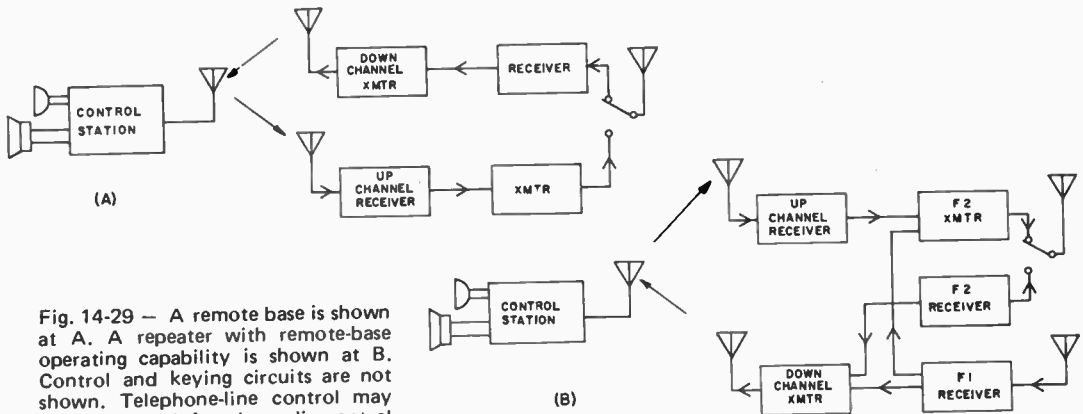 DOWN
CHANNEL
XMTR
RECEIVER
CONTROL
STATION
(A)
UP
CHANNEL
RECEIVER
XMTR
UP
CHANNEL
RECEIVER
F2
XMTR
CONTROL
STATION
F2
RECEIVER
DOWN
CHANNEL
XMTR
F1
RECEIVER
(B)
Fig. 14-29 — A remote base is shown
at A. A repeater with remote-base
operating capability is shown at B.
Control and keying circuits are not
shown. Telephone-line control may